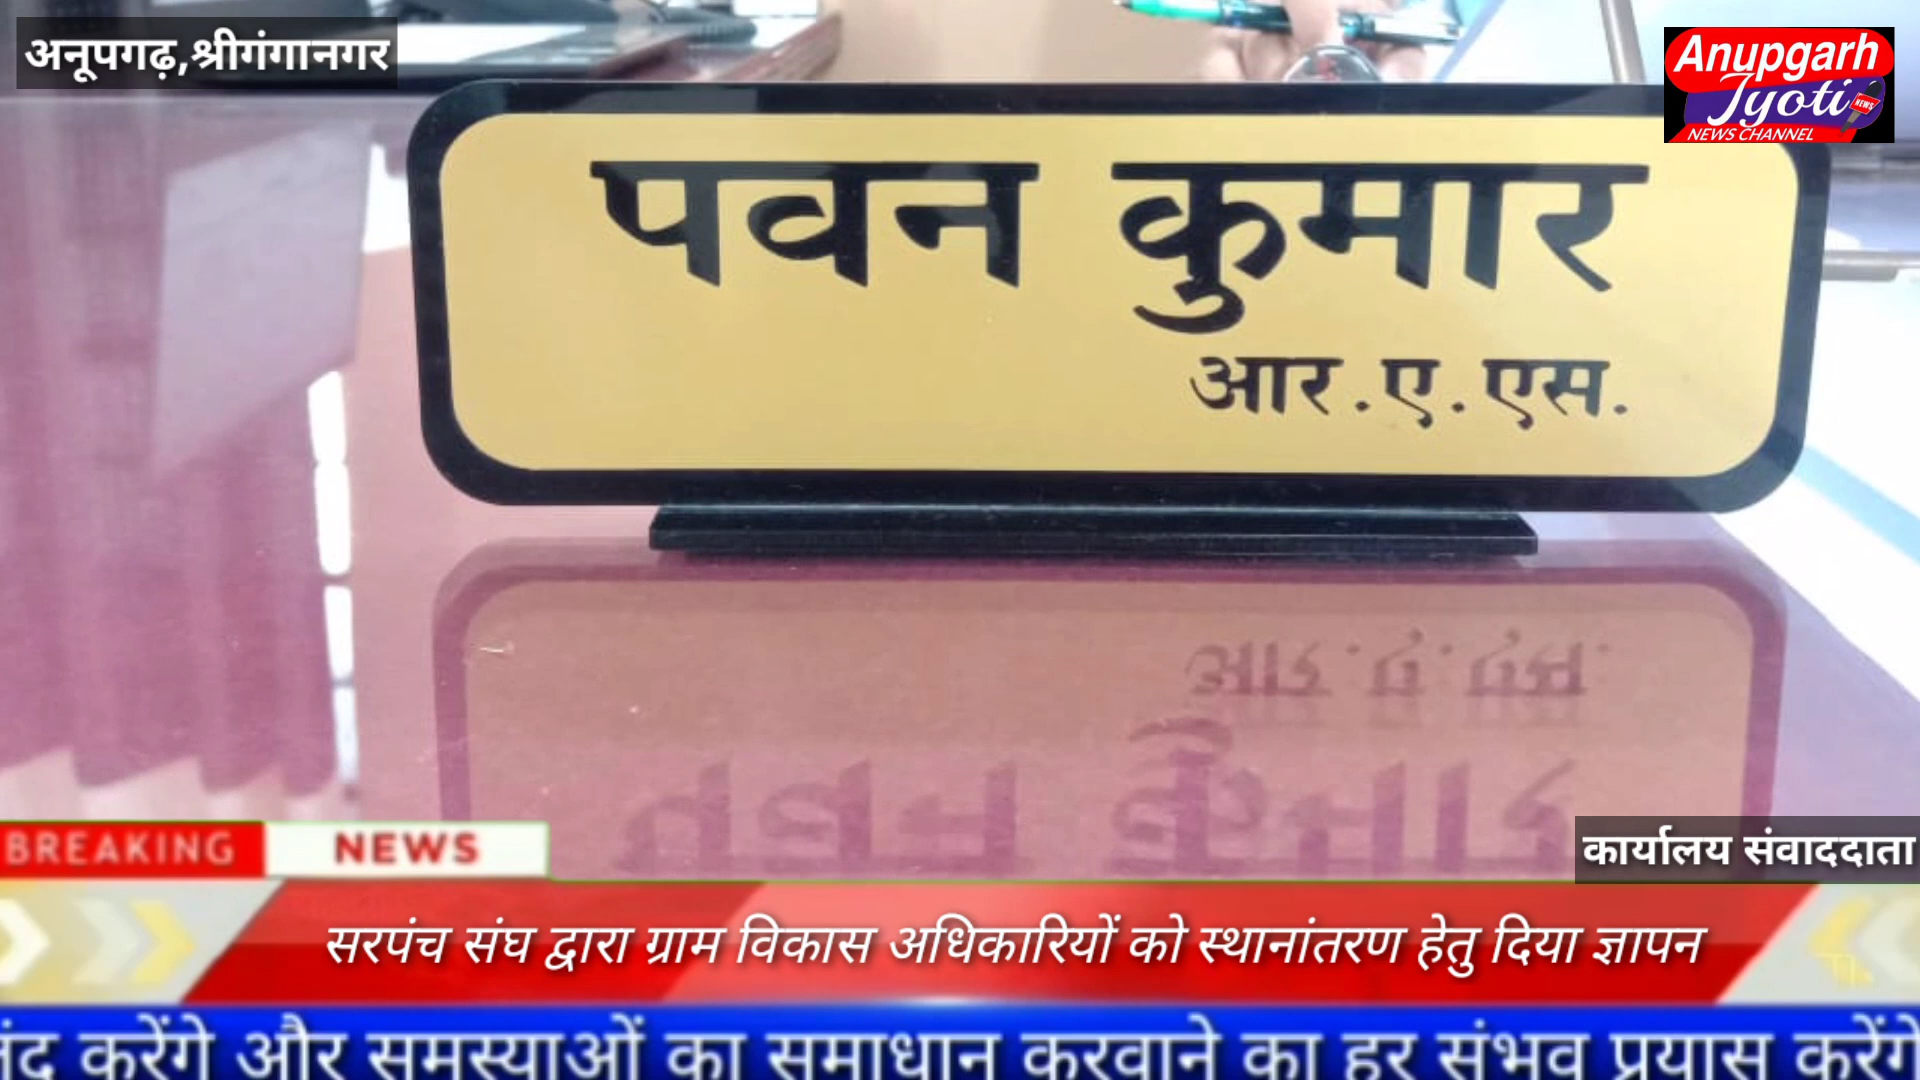 अनूपगढ़,श्रीगंगानगर
Anupgarh
Jyoti
NEWS
NEWS CHANNEL
पवन कुमार
आर.ए.एस.
BREAKING NEWS
कार्यालय संवाददाता
सरपंच संघ द्वारा ग्राम विकास अधिकारियों को स्थानांतरण हेतु दिया ज्ञापन
करेंगे और समस्याओं का समाधान करवाने का हर संभव प्रयास करेंगे